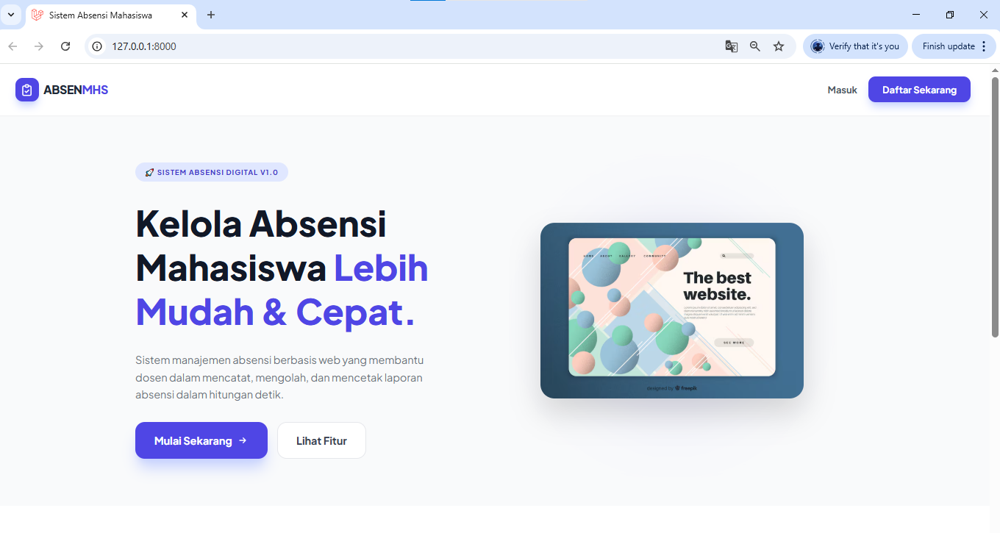 Sistem Absensi Mahasiswa
127.0.0.1:8000
Verify that it's you
Finish update
ABSENMHS
Masuk
Daftar Sekarang
🚀 SISTEM ABSENSI DIGITAL V1.0
Kelola Absensi
Mahasiswa Lebih
Mudah & Cepat.
Sistem manajemen absensi berbasis web yang membantu
dosen dalam mencatat, mengolah, dan mencetak laporan
absensi dalam hitungan detik.
Mulai Sekarang →
Lihat Fitur
HOME ABOUT GALLERY COMMUNITY
The best
website.
SEE MORE
designed by freepik